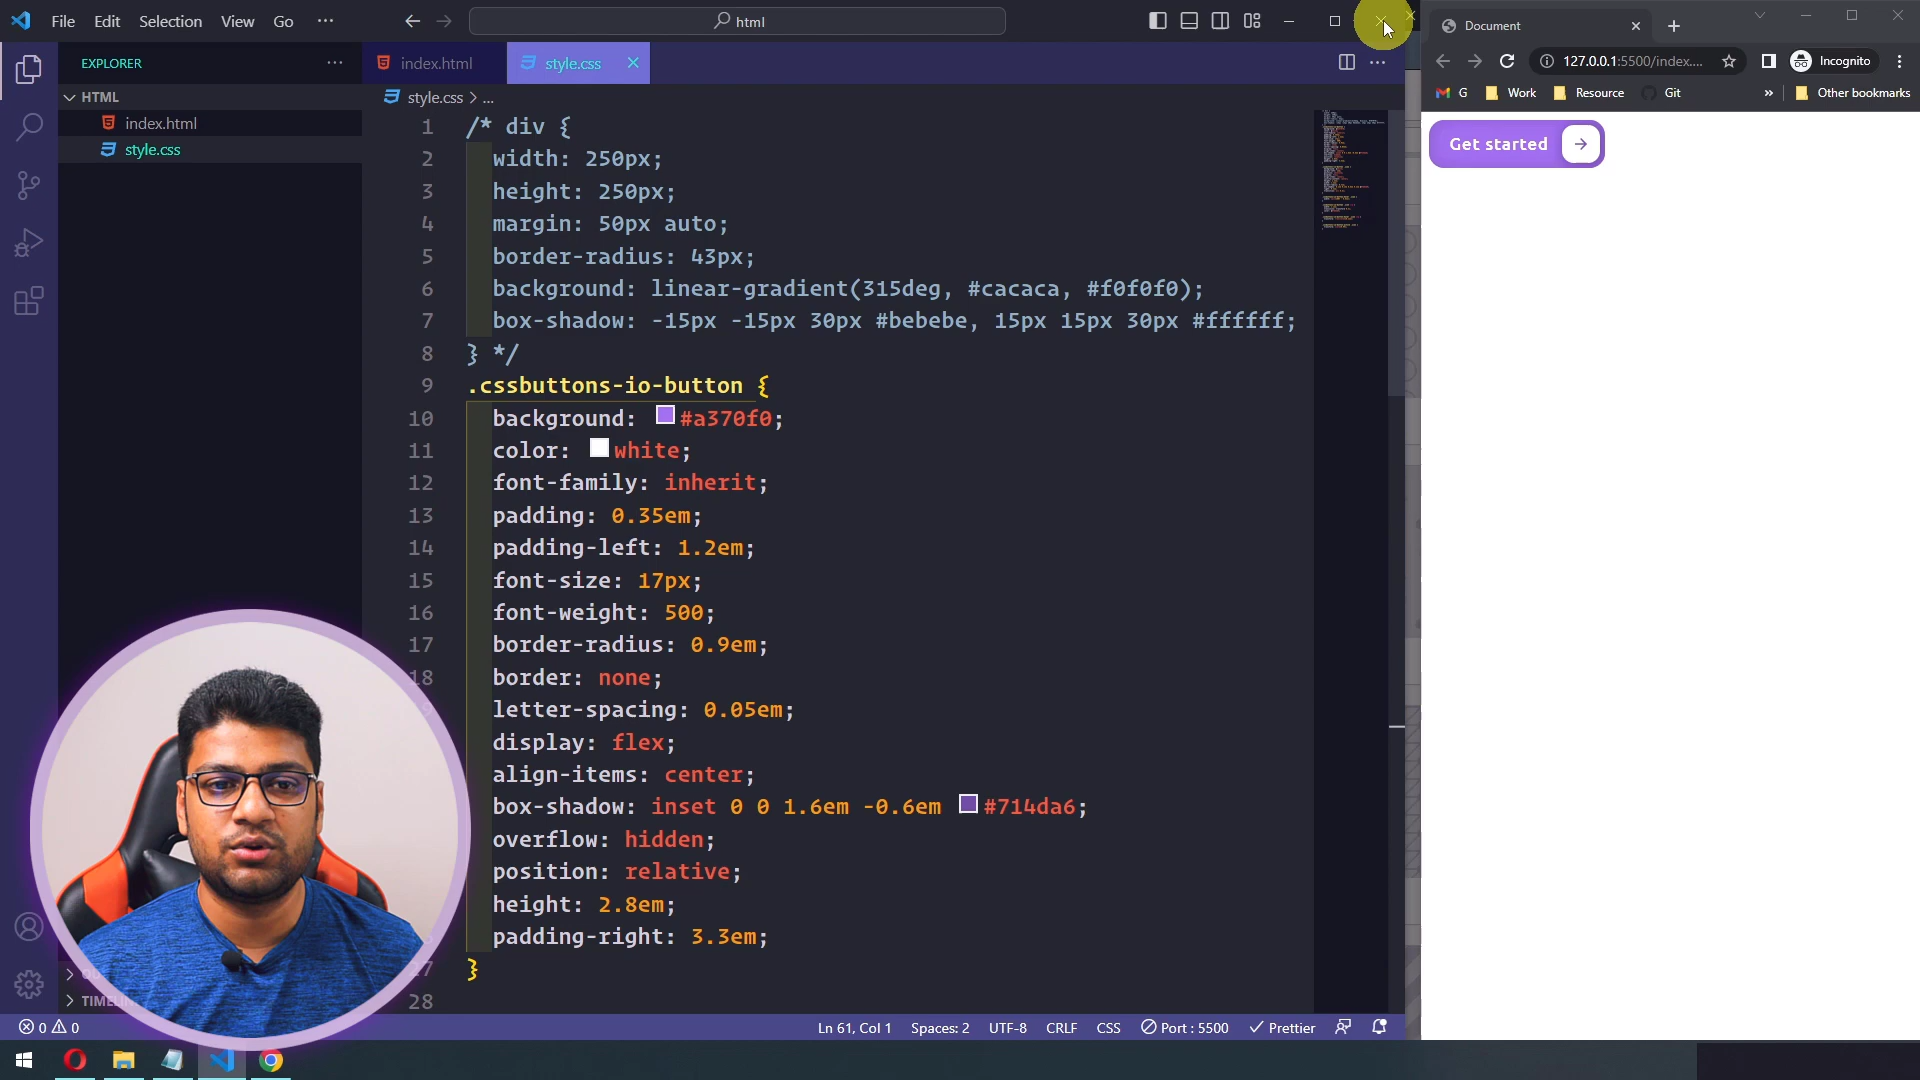 File Edit Selection View Go ...
html
EXPLORER ...
HTML
index.html
style.css
index.html
style.css
style.css > ...
1 /* div {
2 width: 250px;
3 height: 250px;
4 margin: 50px auto;
5 border-radius: 43px;
6 background: linear-gradient(315deg, #cacaca, #f0f0f0);
7 box-shadow: -15px -15px 30px #bebebe, 15px 15px 30px #ffffff;
8 } */
9 .cssbuttons-io-button {
10 background: #a370f0;
11 color: white;
12 font-family: inherit;
13 padding: 0.35em;
14 padding-left: 1.2em;
15 font-size: 17px;
16 font-weight: 500;
17 border-radius: 0.9em;
18 border: none;
letter-spacing: 0.05em;
display: flex;
align-items: center;
box-shadow: inset 0 0 1.6em -0.6em #714da6;
overflow: hidden;
position: relative;
height: 2.8em;
padding-right: 3.3em;
27 }
28
0 0
Ln 61, Col 1 Spaces: 2 UTF-8 CRLF CSS Port : 5500 Prettier
Document
127.0.0.1:5500/index....
Incognito
G Work Resource Git » Other bookmarks
Get started →